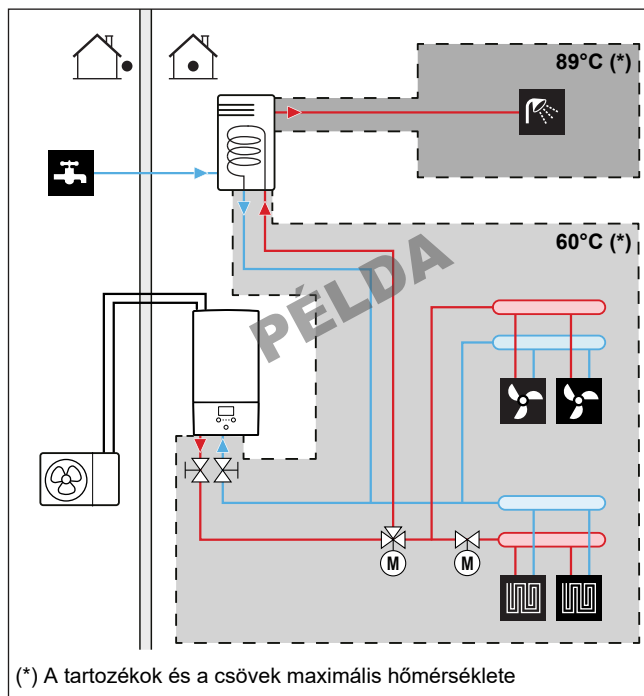 89°C (*)
60°C (*)
PÉLDA
M
M
(*) A tartozékok és a csövek maximális hőmérséklete